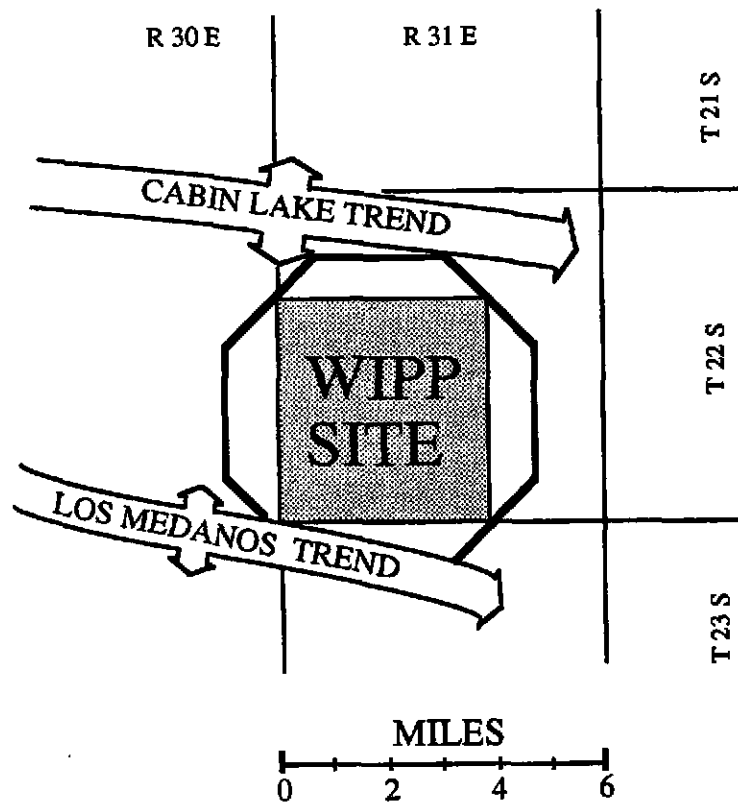 R 30 E
R 31 E
T 21 S
CABIN LAKE TREND
T 22 S
WIPP
SITE
LOS MEDANOS TREND
T 23 S
MILES
0 2 4 6